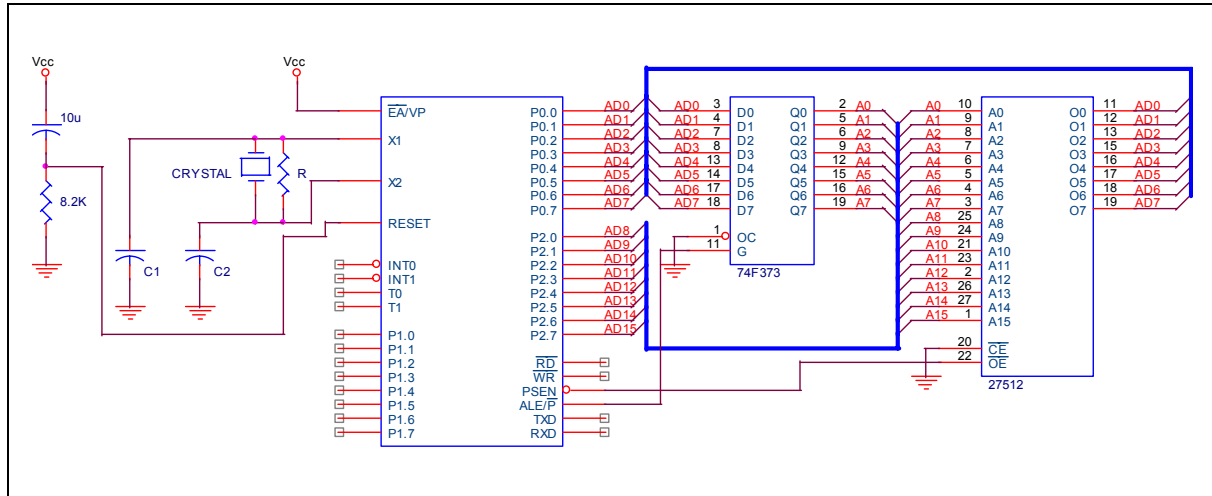 Vcc
10u
8.2K
C1
C2
CRYSTAL
R
Vcc
EA/VP
X1
X2
RESET
INT0
INT1
T0
T1
P1.0
P1.1
P1.2
P1.3
P1.4
P1.5
P1.6
P1.7
P0.0 AD0
P0.1 AD1
P0.2 AD2
P0.3 AD3
P0.4 AD4
P0.5 AD5
P0.6 AD6
P0.7 AD7
P2.0 AD8
P2.1 AD9
P2.2 AD10
P2.3 AD11
P2.4 AD12
P2.5 AD13
P2.6 AD14
P2.7 AD15
RD
WR
PSEN
ALE/P
TXD
RXD
AD0 3 D0 Q0 2 A0
AD1 4 D1 Q1 5 A1
AD2 7 D2 Q2 6 A2
AD3 8 D3 Q3 9 A3
AD4 13 D4 Q4 12 A4
AD5 14 D5 Q5 15 A5
AD6 17 D6 Q6 16 A6
AD7 18 D7 Q7 19 A7
1 OC
11 G
74F373
A0 10 A0 O0 11 AD0
A1 9 A1 O1 12 AD1
A2 8 A2 O2 13 AD2
A3 7 A3 O3 15 AD3
A4 6 A4 O4 16 AD4
A5 5 A5 O5 17 AD5
A6 4 A6 O6 18 AD6
A7 3 A7 O7 19 AD7
A8 25 A8
A9 24 A9
A10 21 A10
A11 23 A11
A12 2 A12
A13 26 A13
A14 27 A14
A15 1 A15
20 CE
22 OE
27512